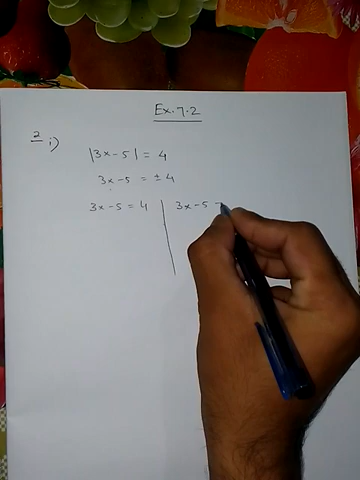 Ex.7.2
2 i)
|3x-5| = 4
3x-5 = ±4
3x-5 = 4 | 3x-5 -